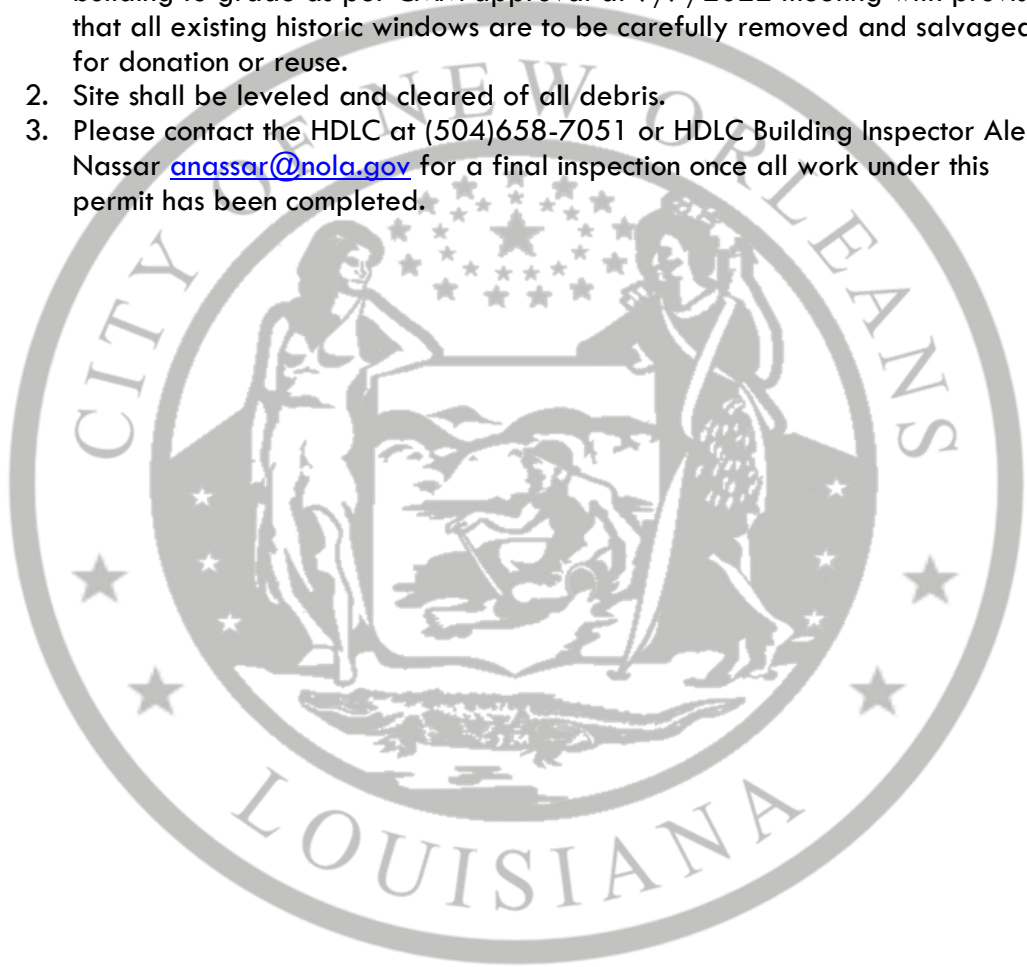 that all existing historic windows are to be carefully removed and salvaged
for donation or reuse.
2. Site shall be leveled and cleared of all debris.
3. Please contact the HDLC at (504)658-7051 or HDLC Building Inspector Ale
Nassar anassar@nola.gov for a final inspection once all work under this
permit has been completed.
CITY OF NEW ORLEANS
LOUISIANA